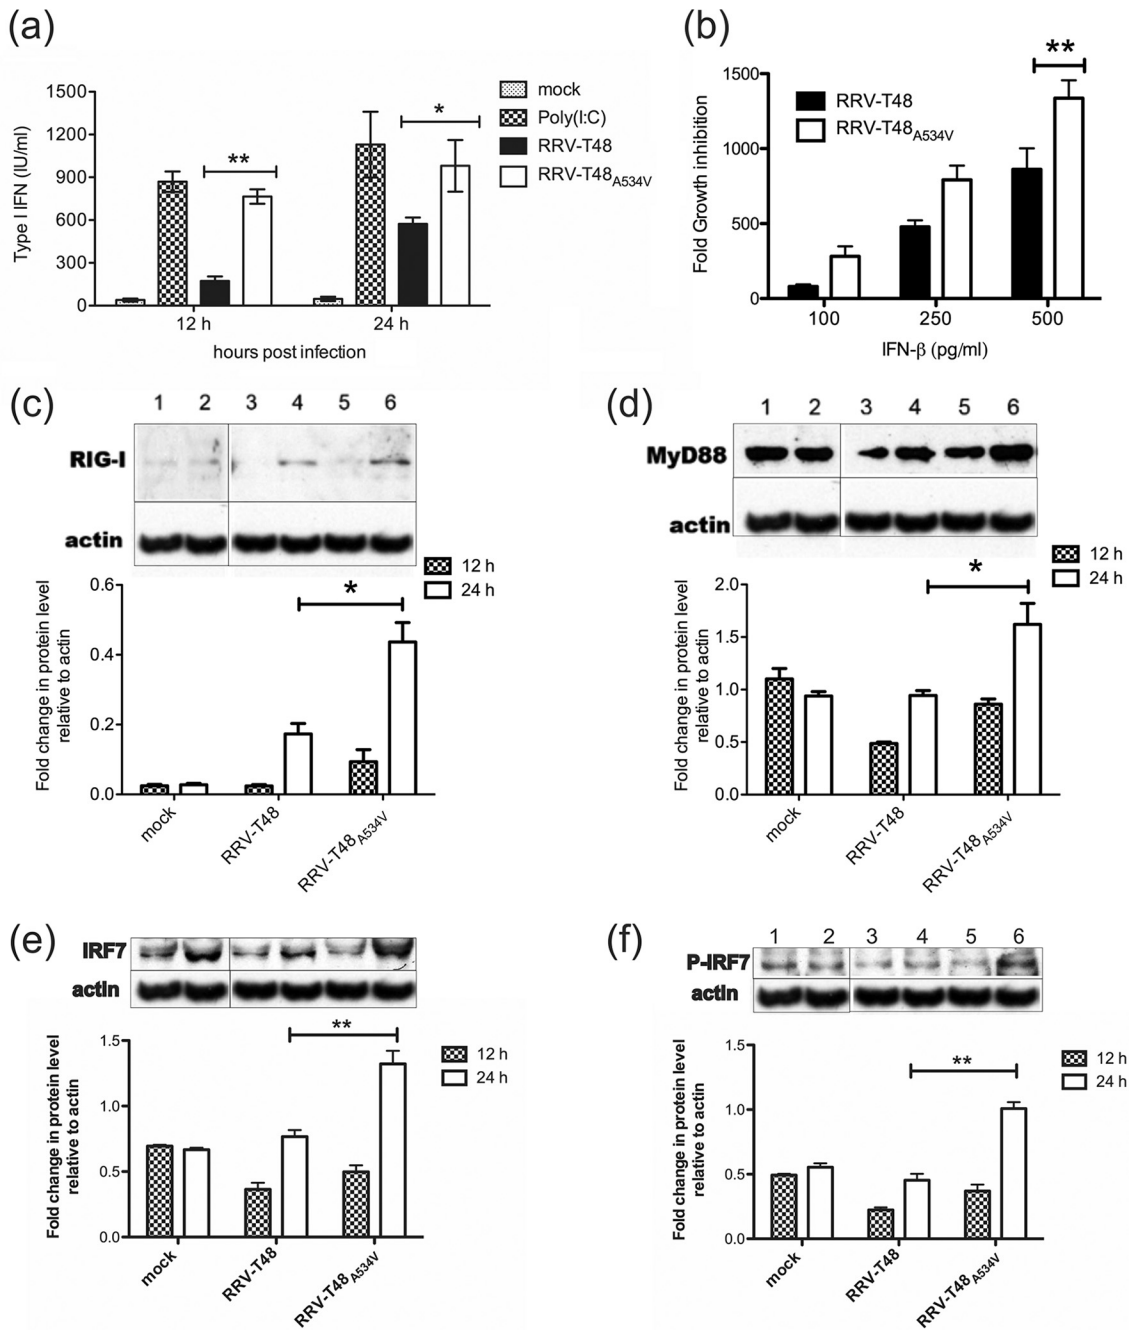 (a)
1500
1200
900
600
300
0
Type I IFN (IU/ml)
**
*
12 h
24 h
hours post infection
mock
Poly(I:C)
RRV-T48
RRV-T48A534V
(b)
1500
1000
500
0
Fold Growth inhibition
RRV-T48
RRV-T48A534V
**
100
250
500
IFN-β (pg/ml)
(c)
1 2 3 4 5 6
RIG-I
actin
12 h
24 h
0.6
0.4
0.2
0.0
Fold change in protein level
relative to actin
*
mock
RRV-T48
RRV-T48A534V
(d)
1 2 3 4 5 6
MyD88
actin
12 h
24 h
2.0
1.5
1.0
0.5
0.0
Fold change in protein level
relative to actin
*
mock
RRV-T48
RRV-T48A534V
(e)
IRF7
actin
1.5
1.0
0.5
0.0
Fold change in protein level
relative to actin
**
12 h
24 h
mock
RRV-T48
RRV-T48A534V
(f)
1 2 3 4 5 6
P-IRF7
actin
1.5
1.0
0.5
0.0
Fold change in protein level
relative to actin
**
12 h
24 h
mock
RRV-T48
RRV-T48A534V